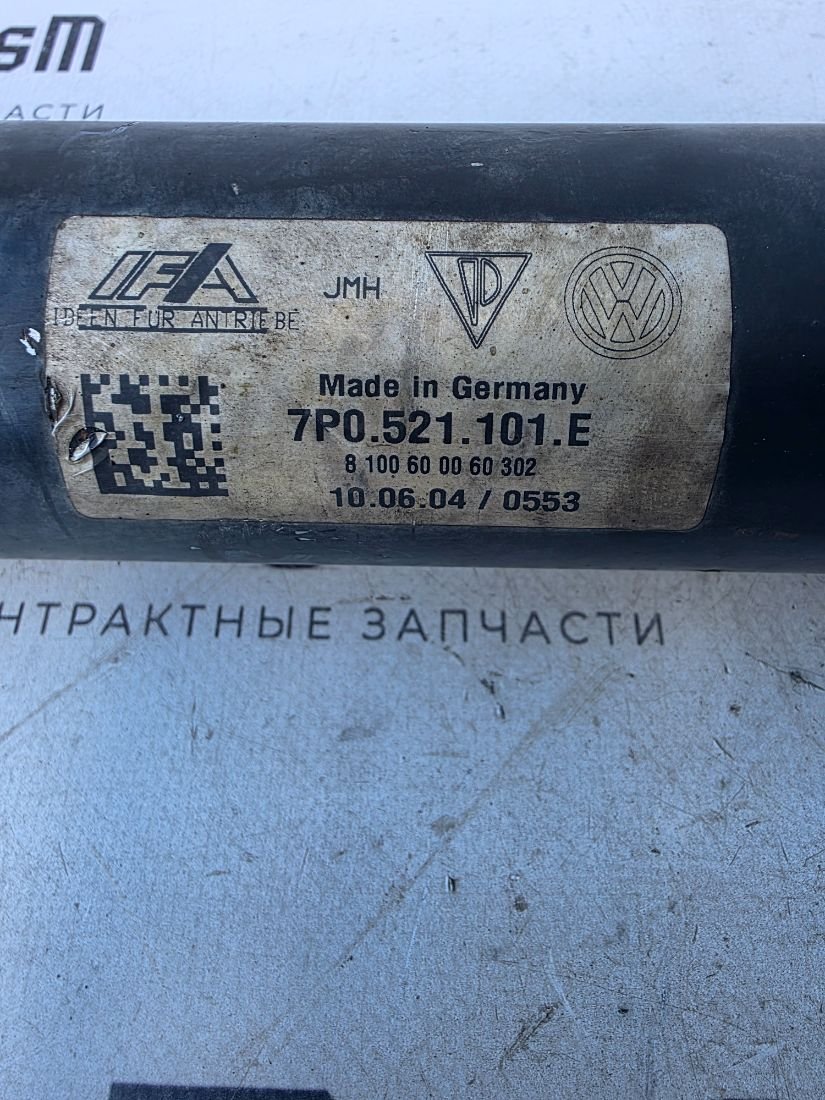 SM
АСТИ
IFA
IDEEN FÜR ANTRIEBE
JMH
Made in Germany
7P0.521.101.E
8 100 60 00 60 302
10.06.04 / 0553
НТРАКТНЫЕ ЗАПЧАСТИ